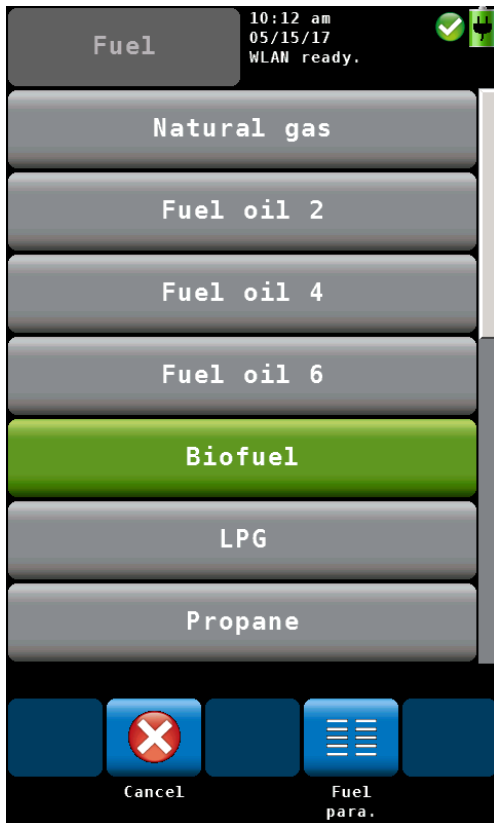 Fuel
10:12 am
05/15/17
WLAN ready.
Natural gas
Fuel oil 2
Fuel oil 4
Fuel oil 6
Biofuel
LPG
Propane
Cancel
Fuel
para.